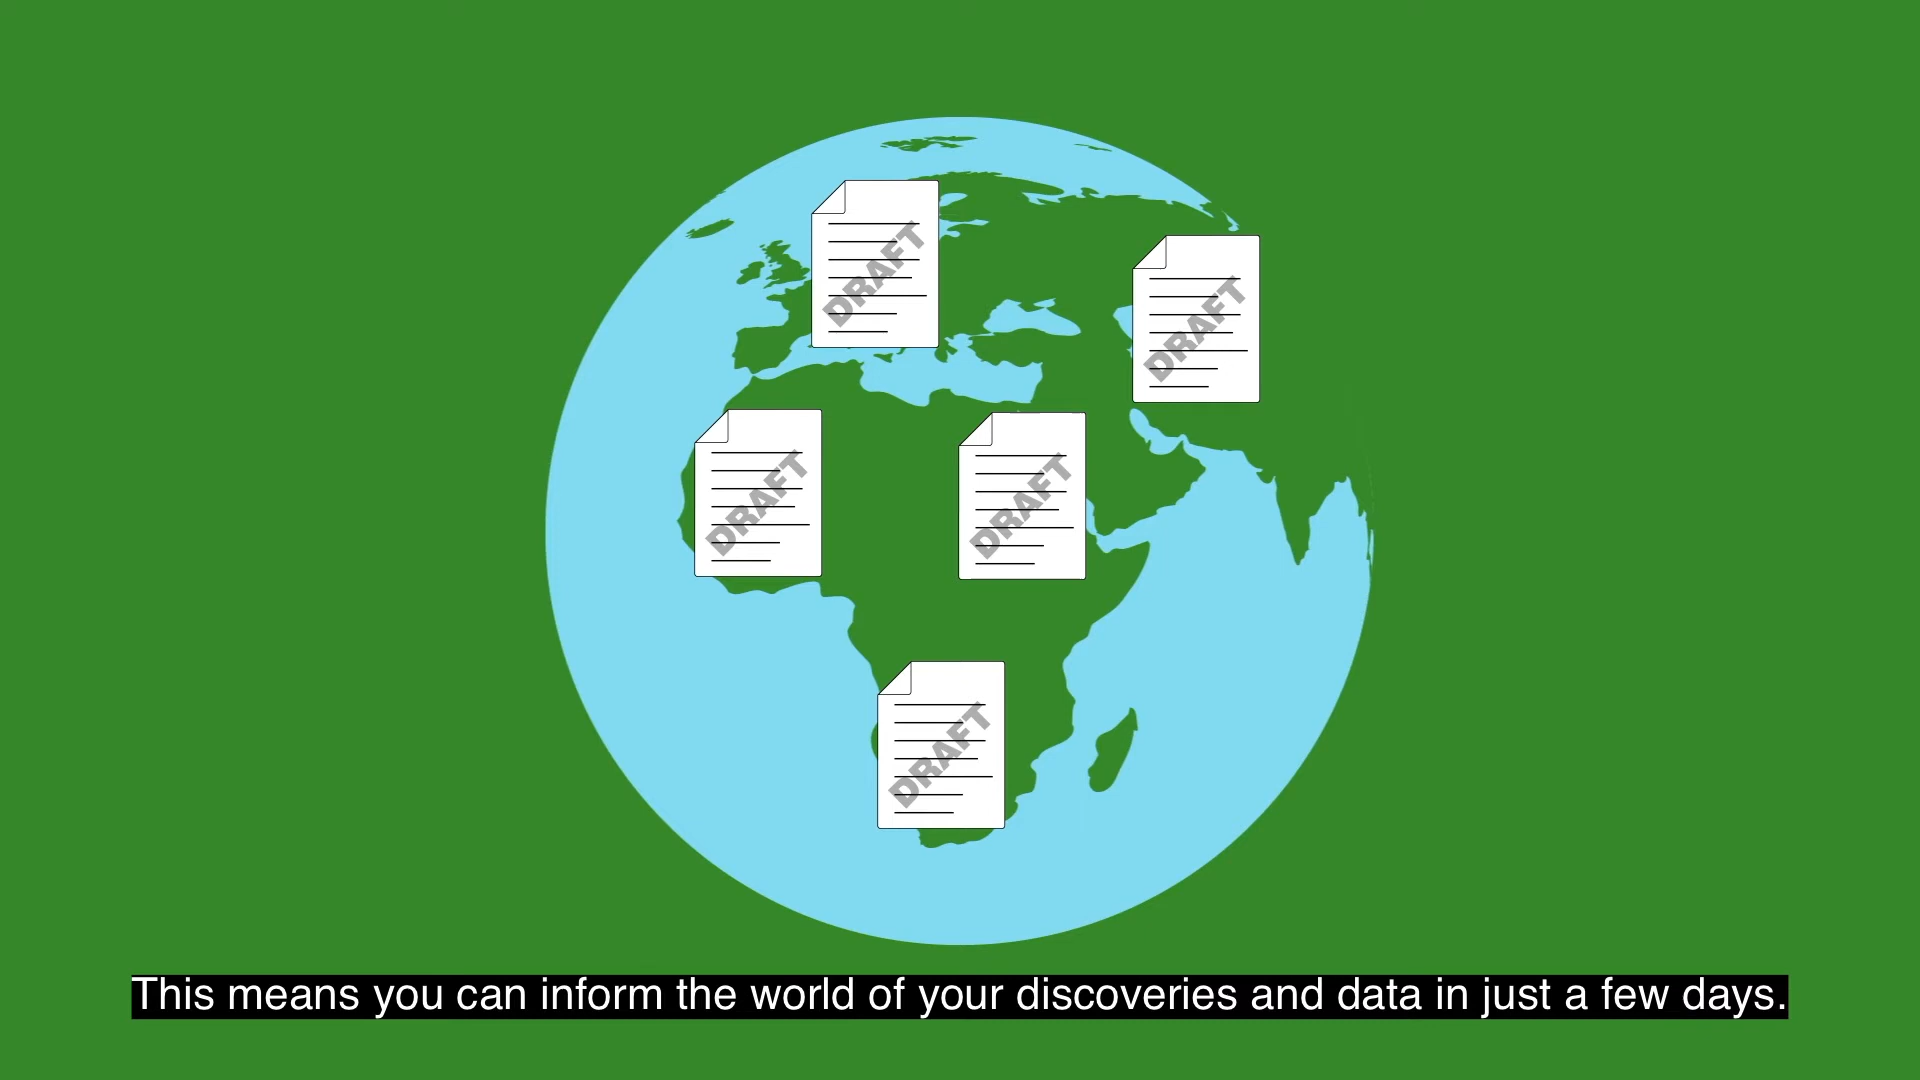 DRAFT
DRAFT
DRAFT
DRAFT
DRAFT
This means you can inform the world of your discoveries and data in just a few days.